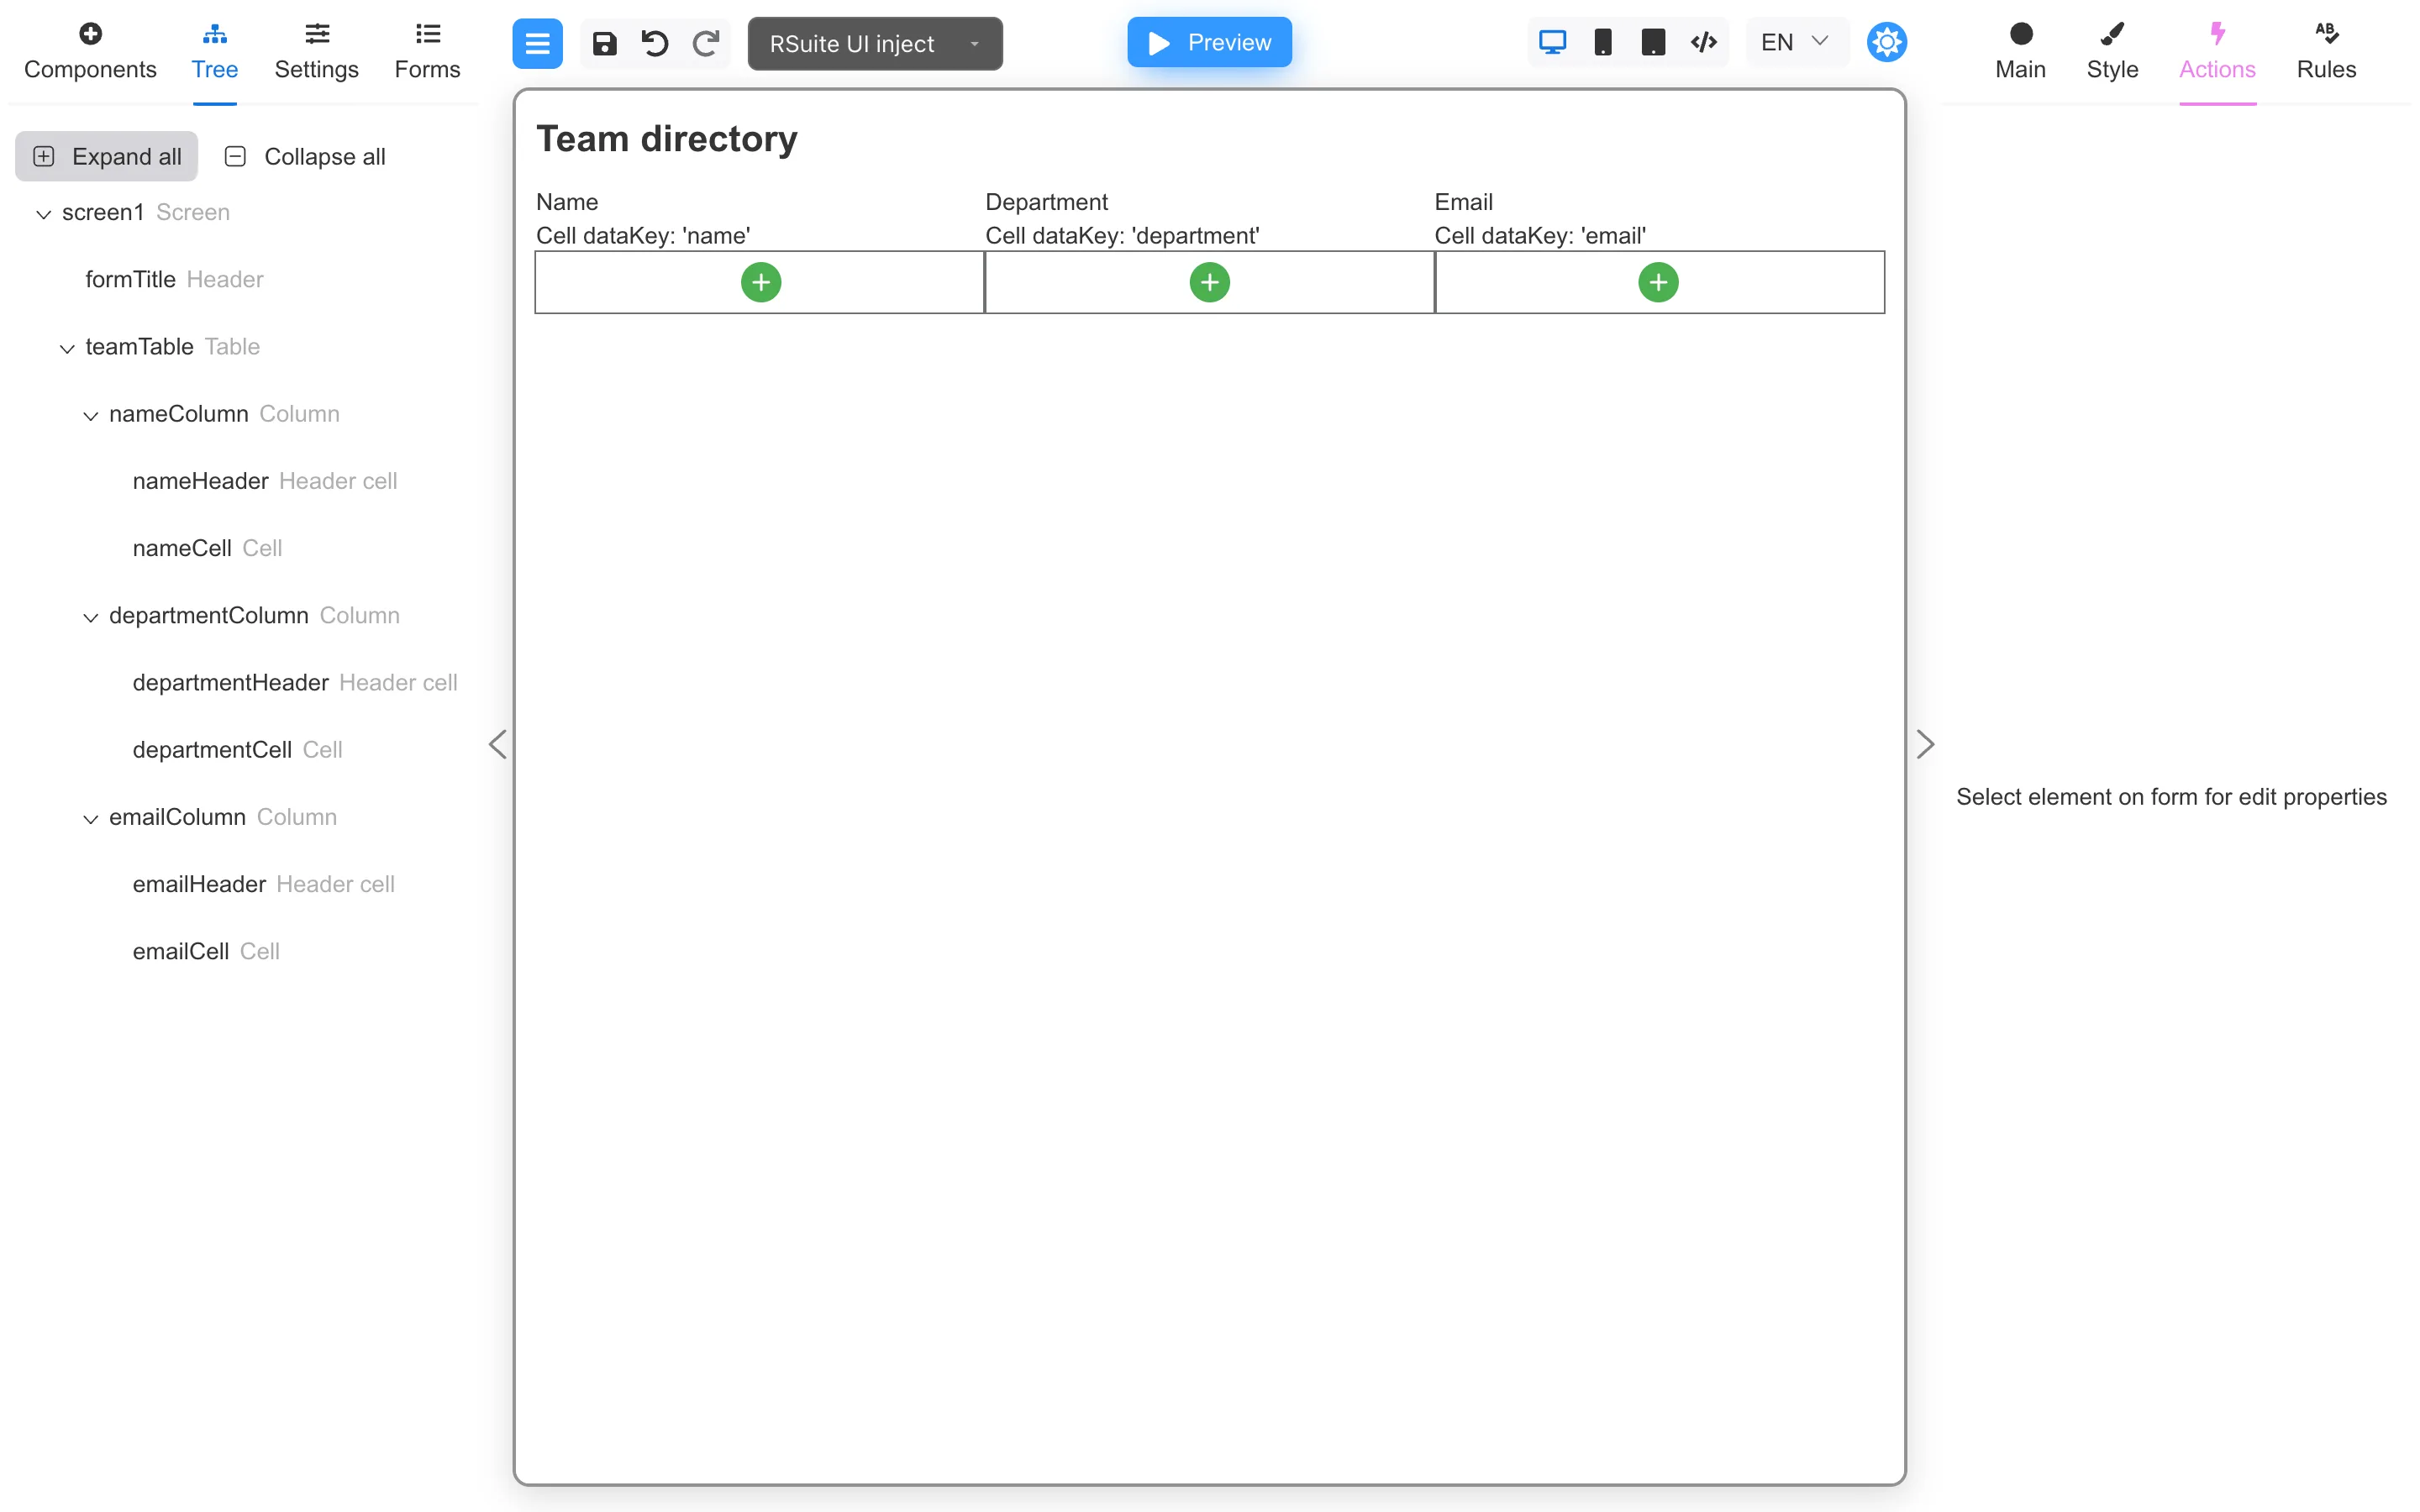 Components
Tree
Settings
Forms
RSuite UI inject
Preview
EN
Main
Style
Actions
AB
Rules
Expand all
Collapse all
screen1 Screen
formTitle Header
teamTable Table
nameColumn Column
nameHeader Header cell
nameCell Cell
departmentColumn Column
departmentHeader Header cell
departmentCell Cell
emailColumn Column
emailHeader Header cell
emailCell Cell
Team directory
Name
Department
Email
Cell dataKey: 'name'
Cell dataKey: 'department'
Cell dataKey: 'email'
Select element on form for edit properties